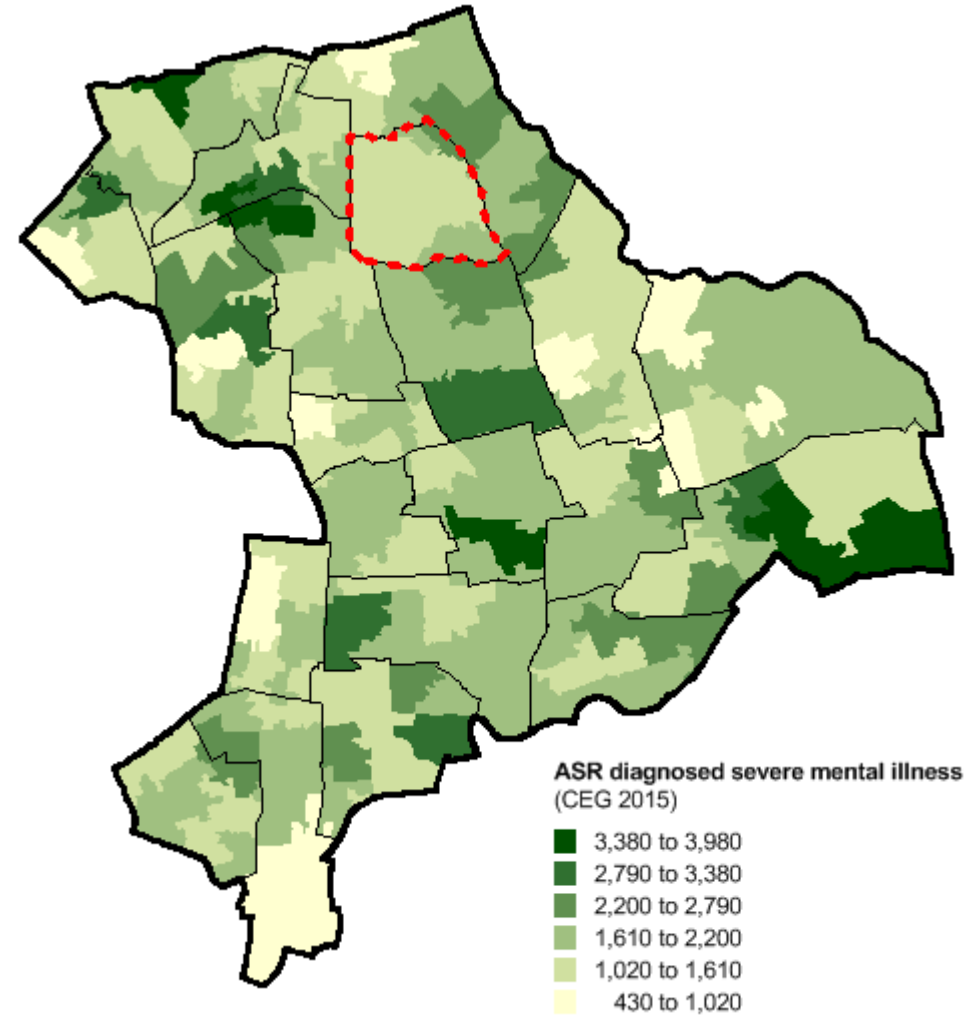 ASR diagnosed severe mental illness
(CEG 2015)
3,380 to 3,980
2,790 to 3,380
2,200 to 2,790
1,610 to 2,200
1,020 to 1,610
430 to 1,020